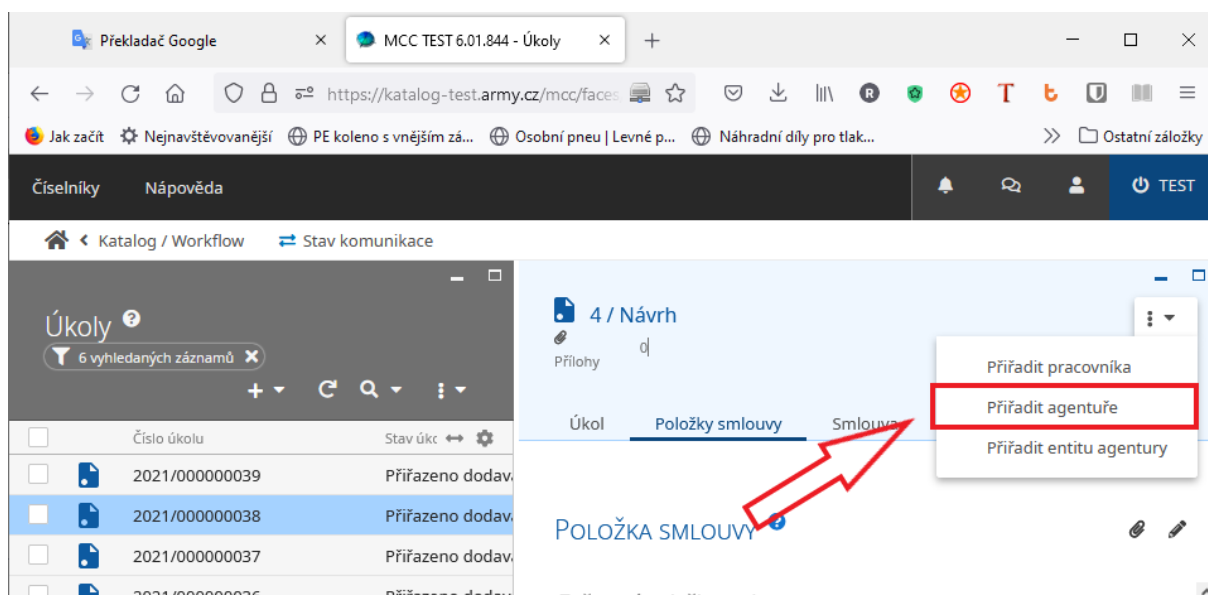 Překladač Google
MCC TEST 6.01.844 - Úkoly
https://katalog-test.army.cz/mcc/faces
Jak začít
Nejnavštěvovanější
PE koleno s vnějším zá...
Osobní pneu | Levné p...
Náhradní díly pro tlak...
Ostatní záložky
Číselníky
Nápověda
TEST
Katalog / Workflow
Stav komunikace
Úkoly
6 vyhledaných záznamů
Číslo úkolu
Stav úkc
2021/000000039
Přiřazeno dodav
2021/000000038
Přiřazeno dodav
2021/000000037
Přiřazeno dodav
4 / Návrh
Přílohy
0
Přiřadit pracovníka
Přiřadit agentuře
Přiřadit entitu agentury
Úkol
Položky smlouvy
Smlouva
Položka smlouvy